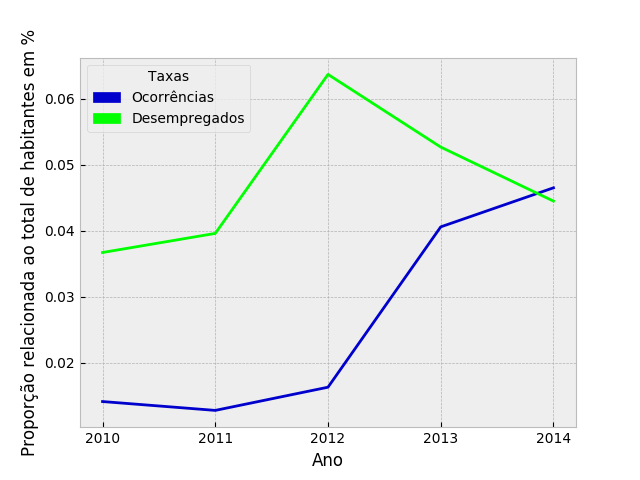 Proporção relacionada ao total de habitantes em %
Taxas
Ocorrências
Desempregados
0.06
0.05
0.04
0.03
0.02
2010 2011 2012 2013 2014
Ano